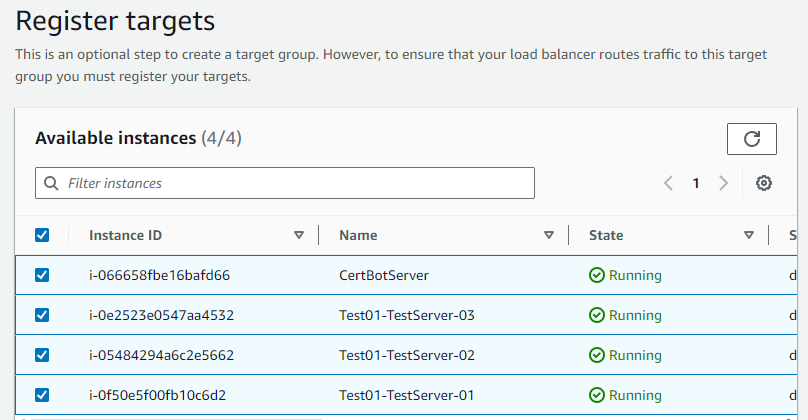 Register targets
This is an optional step to create a target group. However, to ensure that your load balancer routes traffic to this target
group you must register your targets.
Available instances (4/4)
Filter instances
1
Instance ID Name State S
i-066658fbe16bafd66 CertBotServer Running d
i-0e2523e0547aa4532 Test01-TestServer-03 Running d
i-05484294a6c2e5662 Test01-TestServer-02 Running d
i-0f50e5f00fb10c6d2 Test01-TestServer-01 Running d